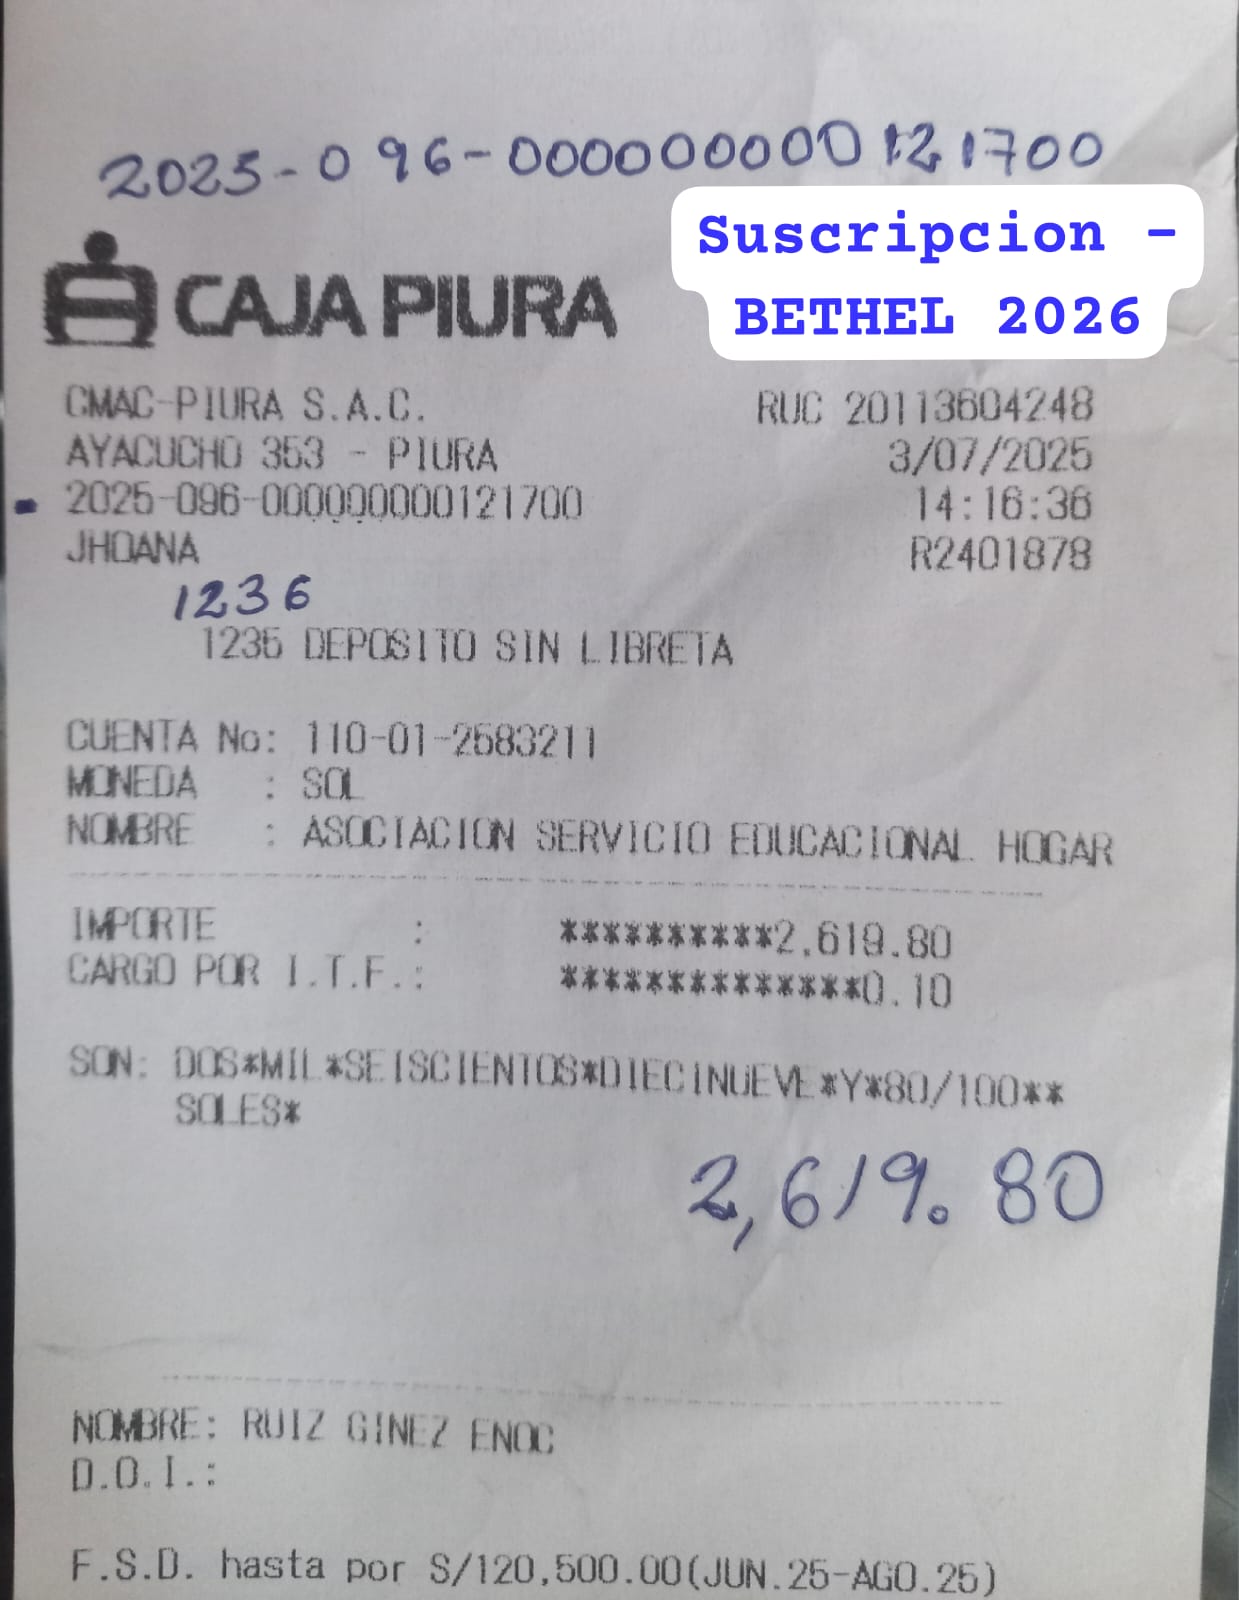 2025-096-000000000121700
Suscripcion -
BETHEL 2026
CAJA PIURA
CMAC-PIURA S.A.C. RUC 20113604248
AYACUCHO 353 - PIURA 3/07/2025
2025-096-000000000121700 14:16:36
JHOANA R2401878
1236
1236 DEPOSITO SIN LIBRETA
CUENTA No: 110-01-2583211
MONEDA : SOL
NOMBRE : ASOCIACION SERVICIO EDUCACIONAL HOGAR
IMPORTE : **********2,619.80
CARGO POR I.T.F.: **************0.10
SON: DOS*MIL*SEISCIENTOS*DIECINUEVE*Y*80/100**
SOLES*
2,619.80
NOMBRE: RUIZ GINEZ ENOC
D.O.I.:
F.S.D. hasta por S/120,500.00(JUN.25-AGO.25)